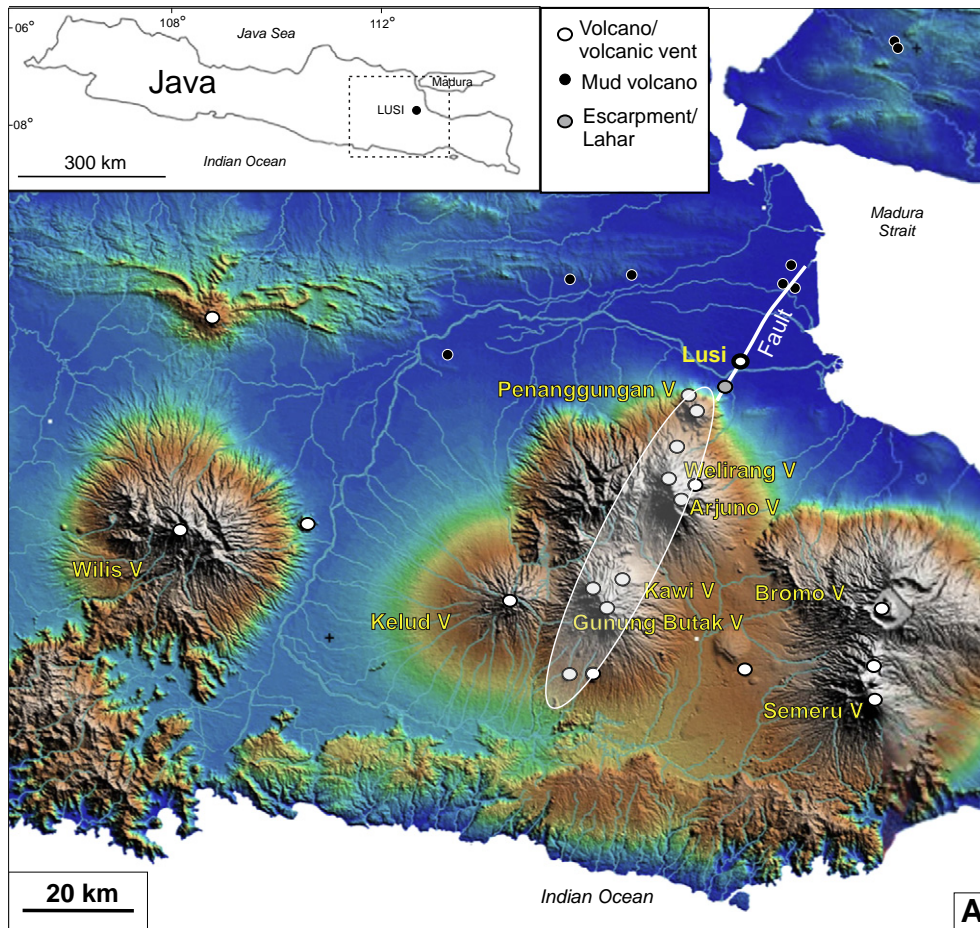 108°
112°
06°
08°
Java Sea
Java
Madura
LUSI
Indian Ocean
300 km
Volcano/
volcanic vent
Mud volcano
Escarpment/
Lahar
Madura
Strait
Fault
Lusi
Penanggungan V
Welirang V
Arjuno V
Wilis V
Kelud V
Kawi V
Gunung Butak V
Bromo V
Semeru V
20 km
Indian Ocean
A